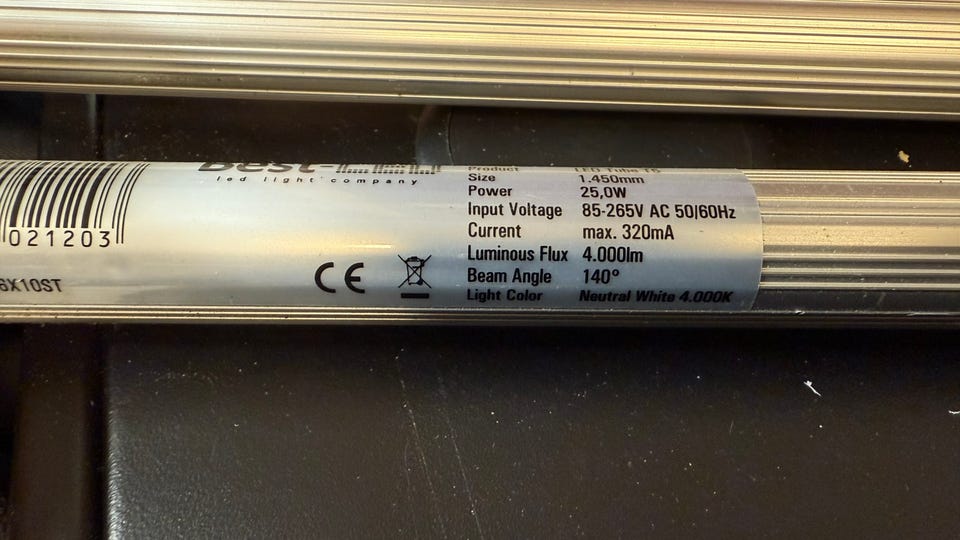 Best-
led light company
021203
6X10ST
CE
Product LED Tube T5
Size 1.450mm
Power 25,0W
Input Voltage 85-265V AC 50/60Hz
Current max. 320mA
Luminous Flux 4.000lm
Beam Angle 140°
Light Color Neutral White 4.000K